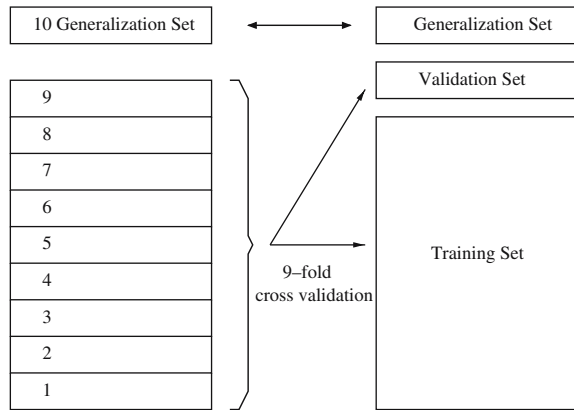 10 Generalization Set
Generalization Set
Validation Set
9
8
7
6
5
4
3
2
1
9–fold
cross validation
Training Set